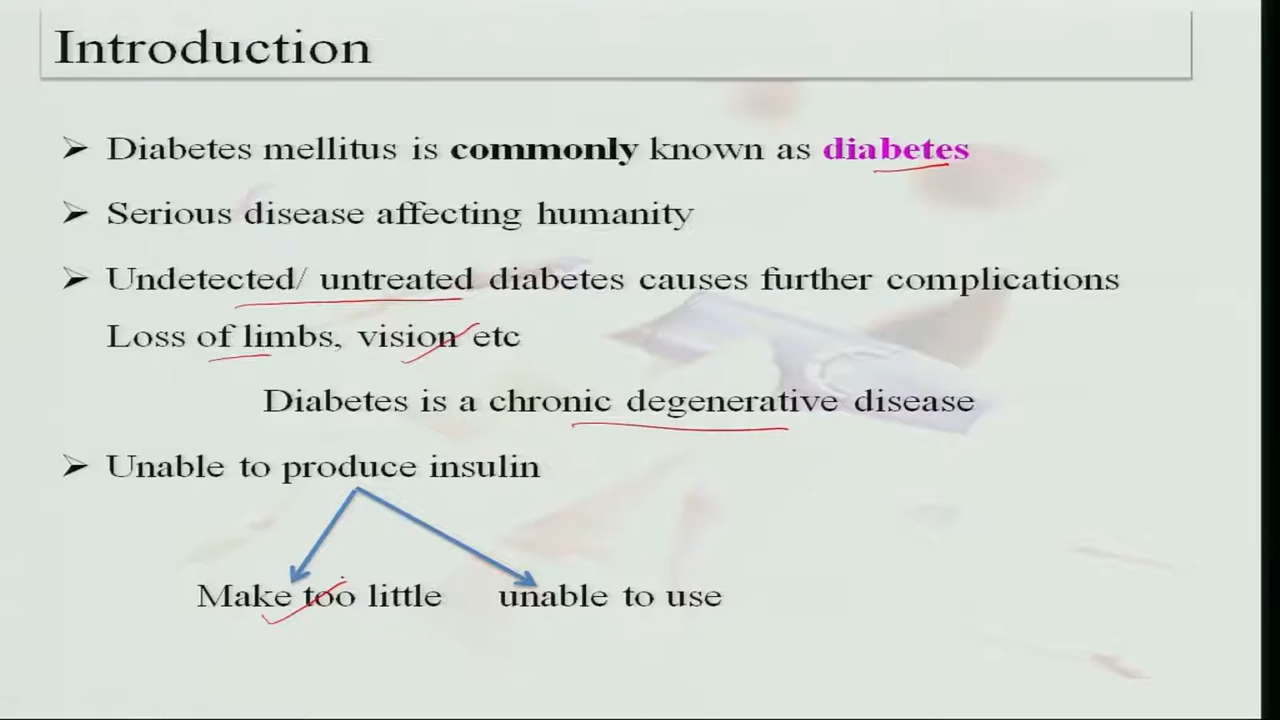 Introduction
➢ Diabetes mellitus is commonly known as diabetes
➢ Serious disease affecting humanity
➢ Undetected/ untreated diabetes causes further complications
Loss of limbs, vision etc
Diabetes is a chronic degenerative disease
➢ Unable to produce insulin
Make too little unable to use